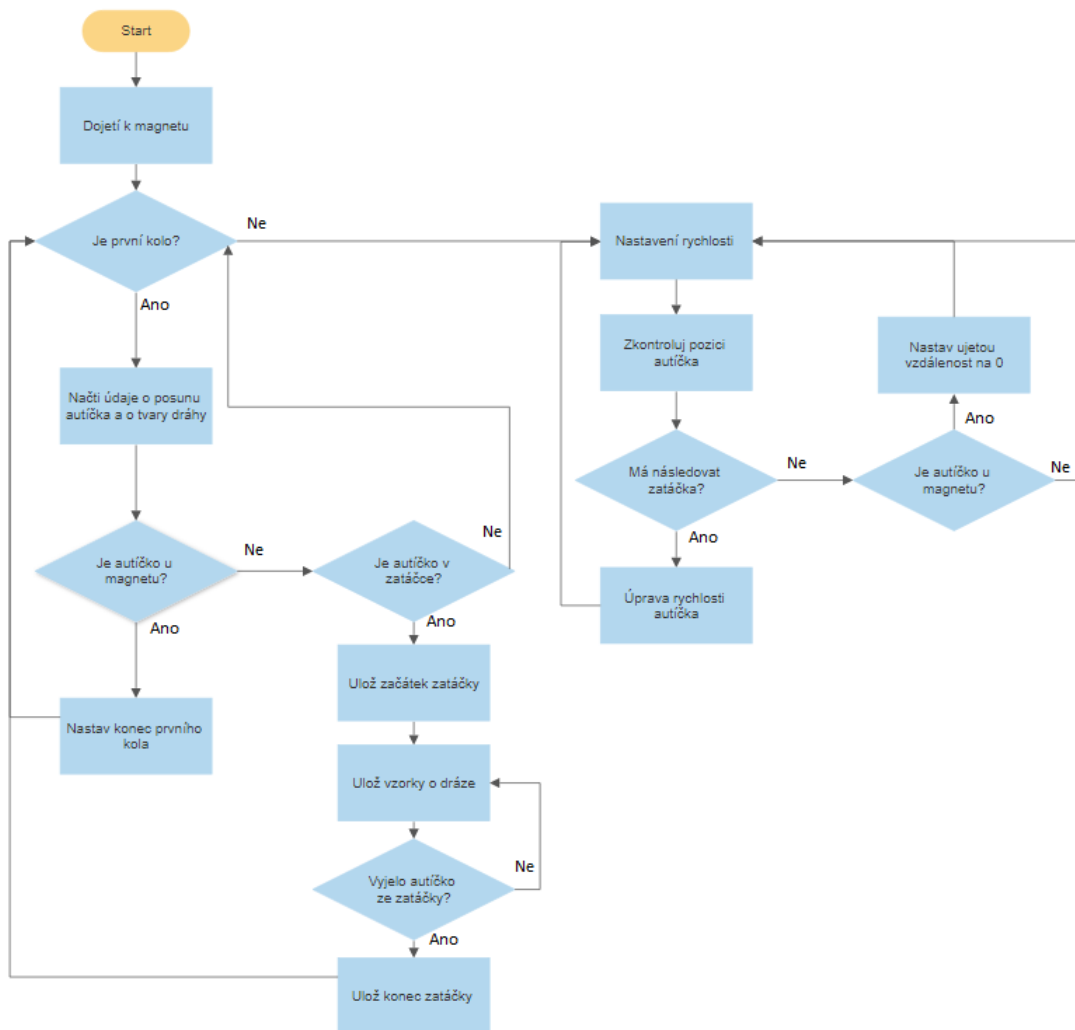 Start
Dojetí k magnetu
Je první kolo?
Ne
Ano
Načti údaje o posunu
autíčka a o tvary dráhy
Je autíčko u
magnetu?
Ne
Ano
Nastav konec prvního
kola
Je autíčko v
zatáčce?
Ne
Ano
Ulož začátek zatáčky
Ulož vzorky o dráze
Vyjelo autíčko
ze zatáčky?
Ne
Ano
Ulož konec zatáčky
Nastavení rychlosti
Zkontroluj pozici
autíčka
Má následovat
zatáčka?
Ne
Ano
Úprava rychlosti
autíčka
Je autíčko u
magnetu?
Ne
Ano
Nastav ujetou
vzdálenost na 0